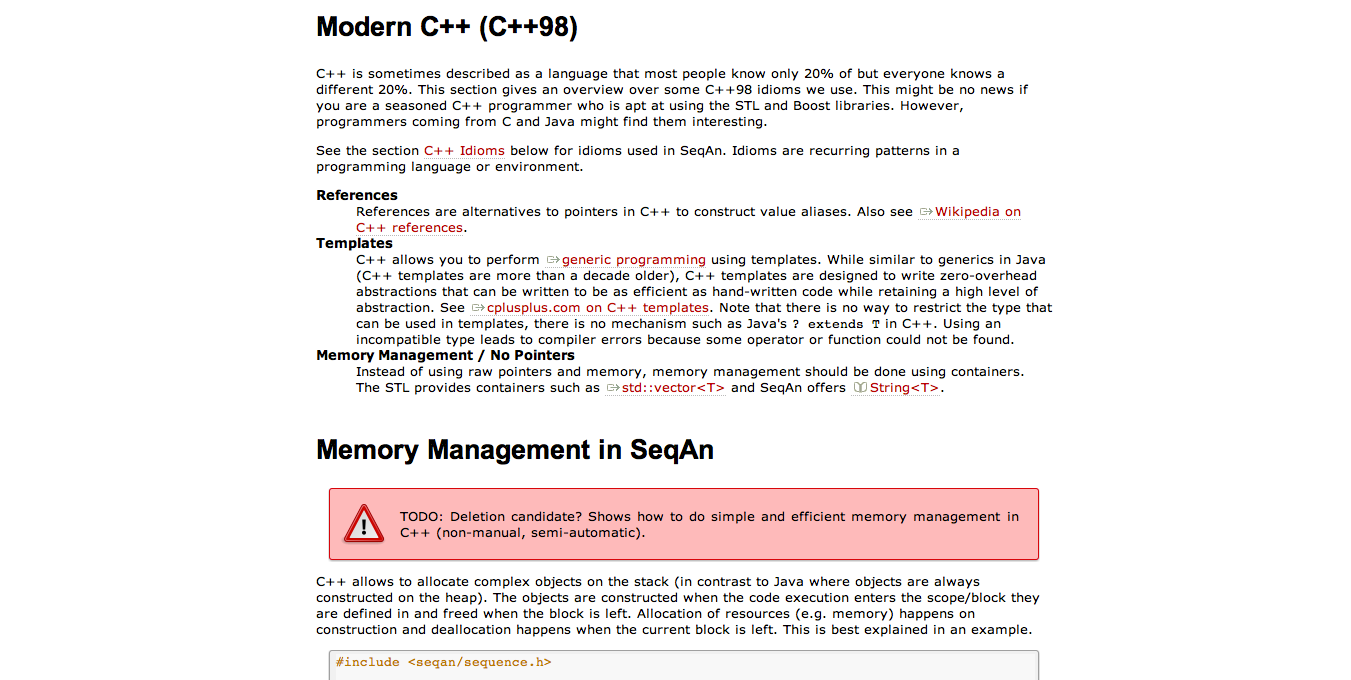 Modern C++ (C++98)
C++ is sometimes described as a language that most people know only 20% of but everyone knows a
different 20%. This section gives an overview over some C++98 idioms we use. This might be no news if
you are a seasoned C++ programmer who is apt at using the STL and Boost libraries. However,
programmers coming from C and Java might find them interesting.
See the section C++ Idioms below for idioms used in SeqAn. Idioms are recurring patterns in a
programming language or environment.
References
References are alternatives to pointers in C++ to construct value aliases. Also see Wikipedia on
C++ references.
Templates
C++ allows you to perform generic programming using templates. While similar to generics in Java
(C++ templates are more than a decade older), C++ templates are designed to write zero-overhead
abstractions that can be written to be as efficient as hand-written code while retaining a high level of
abstraction. See cplusplus.com on C++ templates. Note that there is no way to restrict the type that
can be used in templates, there is no mechanism such as Java's ? extends T in C++. Using an
incompatible type leads to compiler errors because some operator or function could not be found.
Memory Management / No Pointers
Instead of using raw pointers and memory, memory management should be done using containers.
The STL provides containers such as std::vector<T> and SeqAn offers String<T>.
Memory Management in SeqAn
TODO: Deletion candidate? Shows how to do simple and efficient memory management in
C++ (non-manual, semi-automatic).
C++ allows to allocate complex objects on the stack (in contrast to Java where objects are always
constructed on the heap). The objects are constructed when the code execution enters the scope/block they
are defined in and freed when the block is left. Allocation of resources (e.g. memory) happens on
construction and deallocation happens when the current block is left. This is best explained in an example.
#include <seqan/sequence.h>